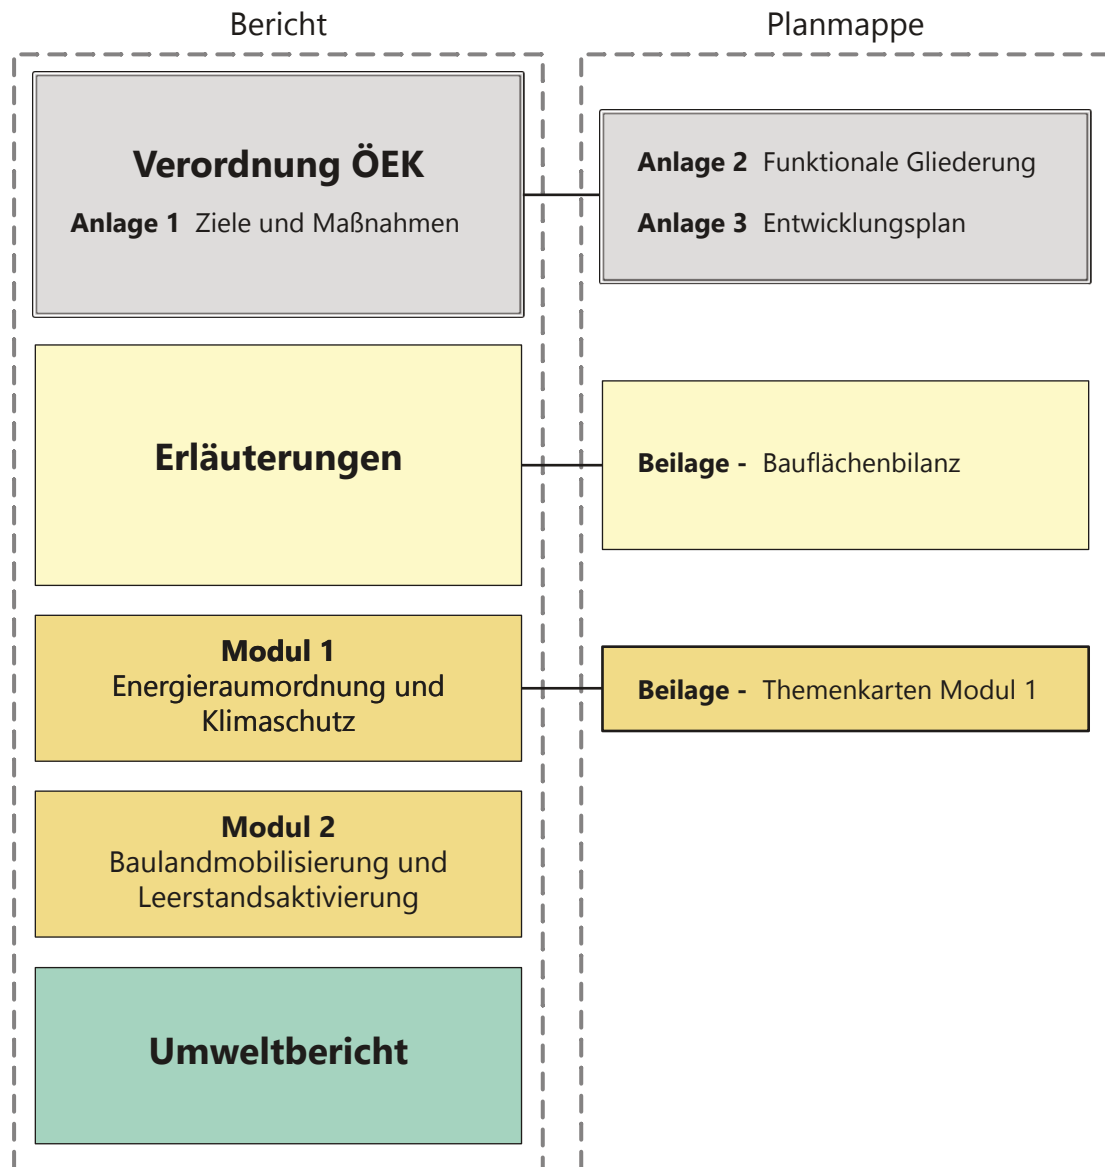 Bericht
Verordnung ÖEK
Anlage 1 Ziele und Maßnahmen
Erläuterungen
Modul 1
Energieraumordnung und
Klimaschutz
Modul 2
Baulandmobilisierung und
Leerstandsaktivierung
Umweltbericht
Planmappe
Anlage 2 Funktionale Gliederung
Anlage 3 Entwicklungsplan
Beilage - Bauflächenbilanz
Beilage - Themenkarten Modul 1